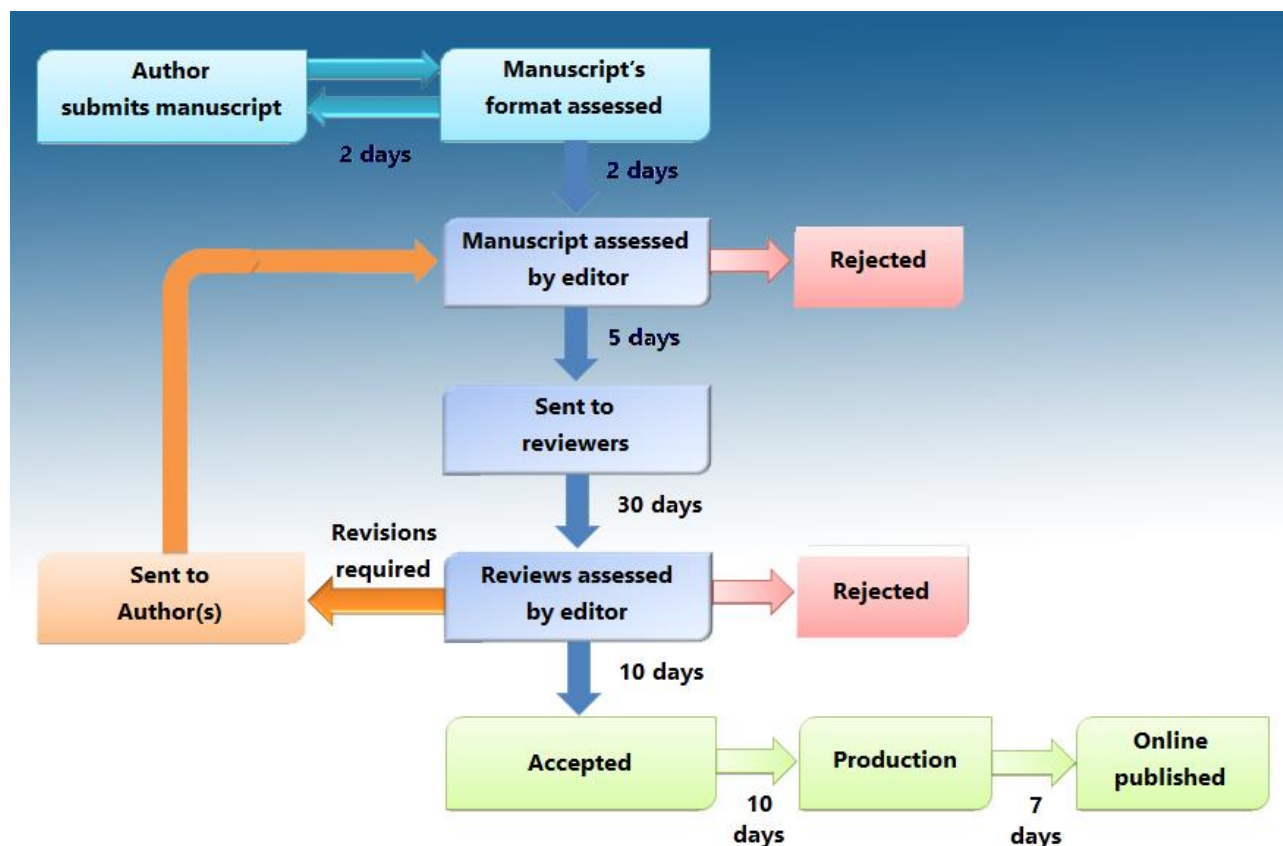 Author
submits manuscript
Manuscript's
format assessed
2 days
2 days
Manuscript assessed
by editor
Rejected
5 days
Sent to
reviewers
30 days
Revisions
required
Sent to
Author(s)
Reviews assessed
by editor
Rejected
10 days
Accepted
Production
Online
published
10
days
7
days